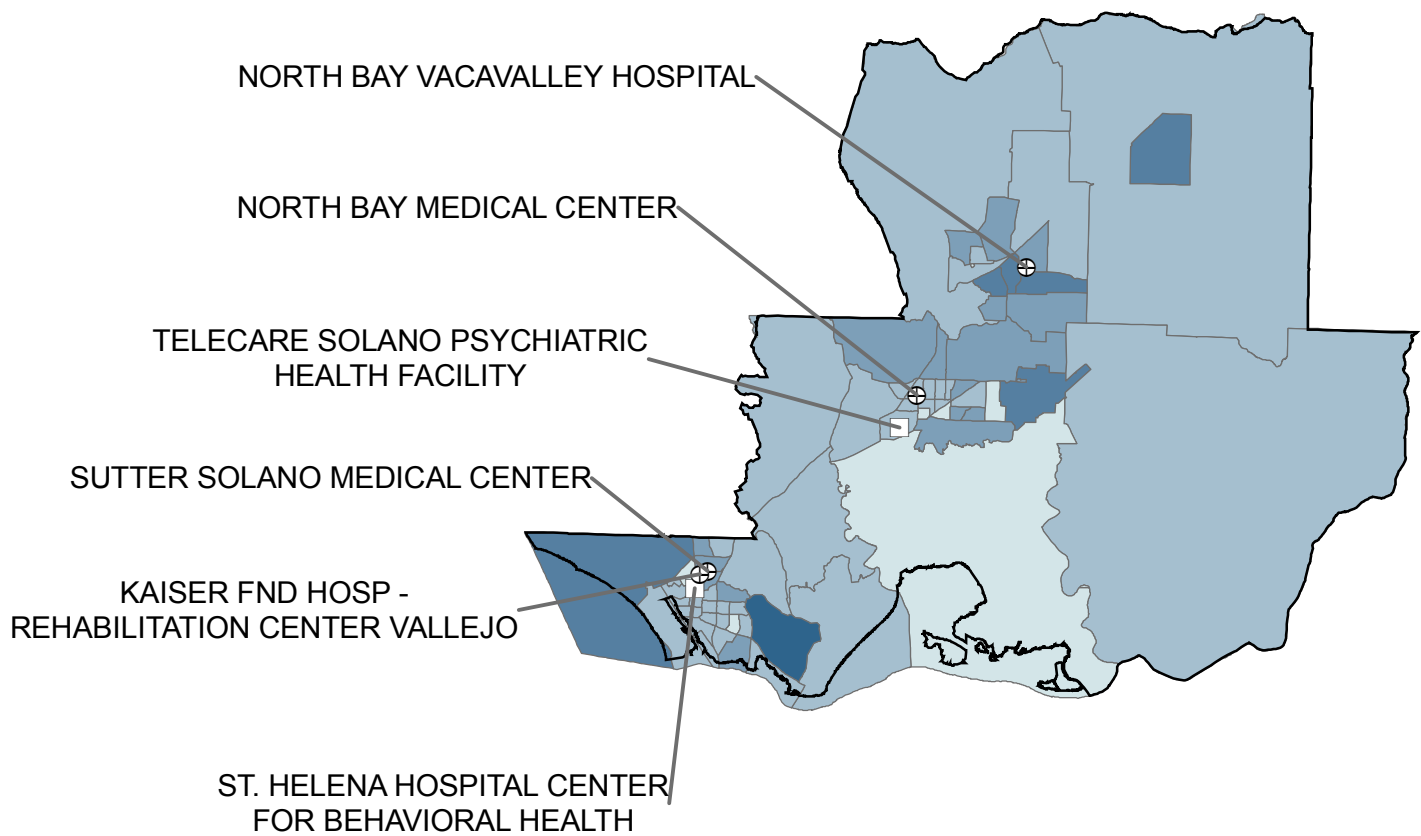 NORTH BAY VACAVALLEY HOSPITAL
NORTH BAY MEDICAL CENTER
TELECARE SOLANO PSYCHIATRIC
HEALTH FACILITY
SUTTER SOLANO MEDICAL CENTER
KAISER FND HOSP -
REHABILITATION CENTER VALLEJO
ST. HELENA HOSPITAL CENTER
FOR BEHAVIORAL HEALTH